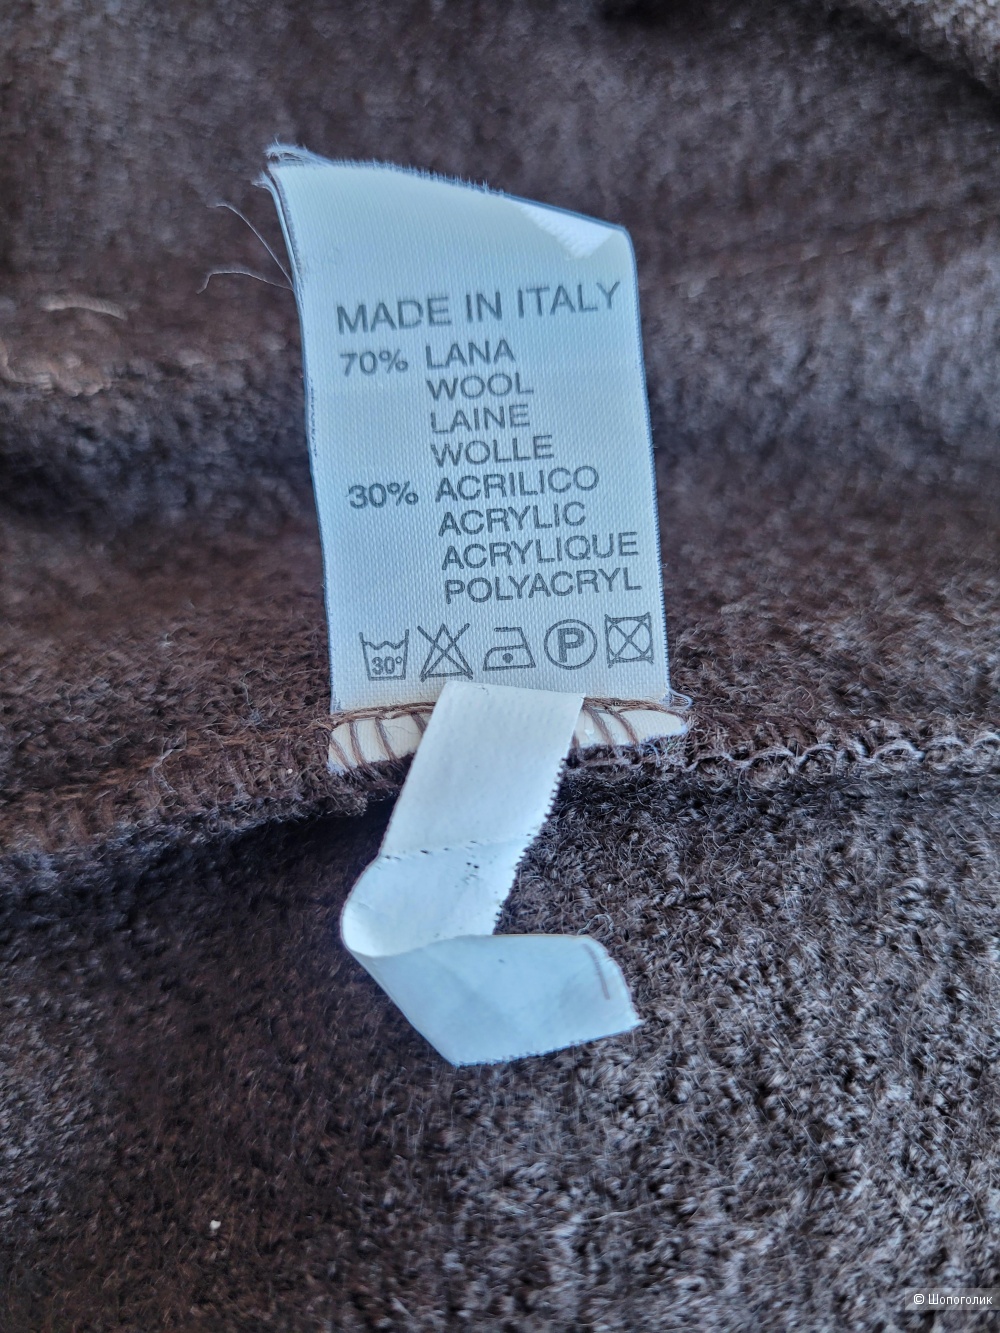 MADE IN ITALY
70% LANA
WOOL
LAINE
WOLLE
30% ACRILICO
ACRYLIC
ACRYLIQUE
POLYACRYL
30° P
© Шопоголик